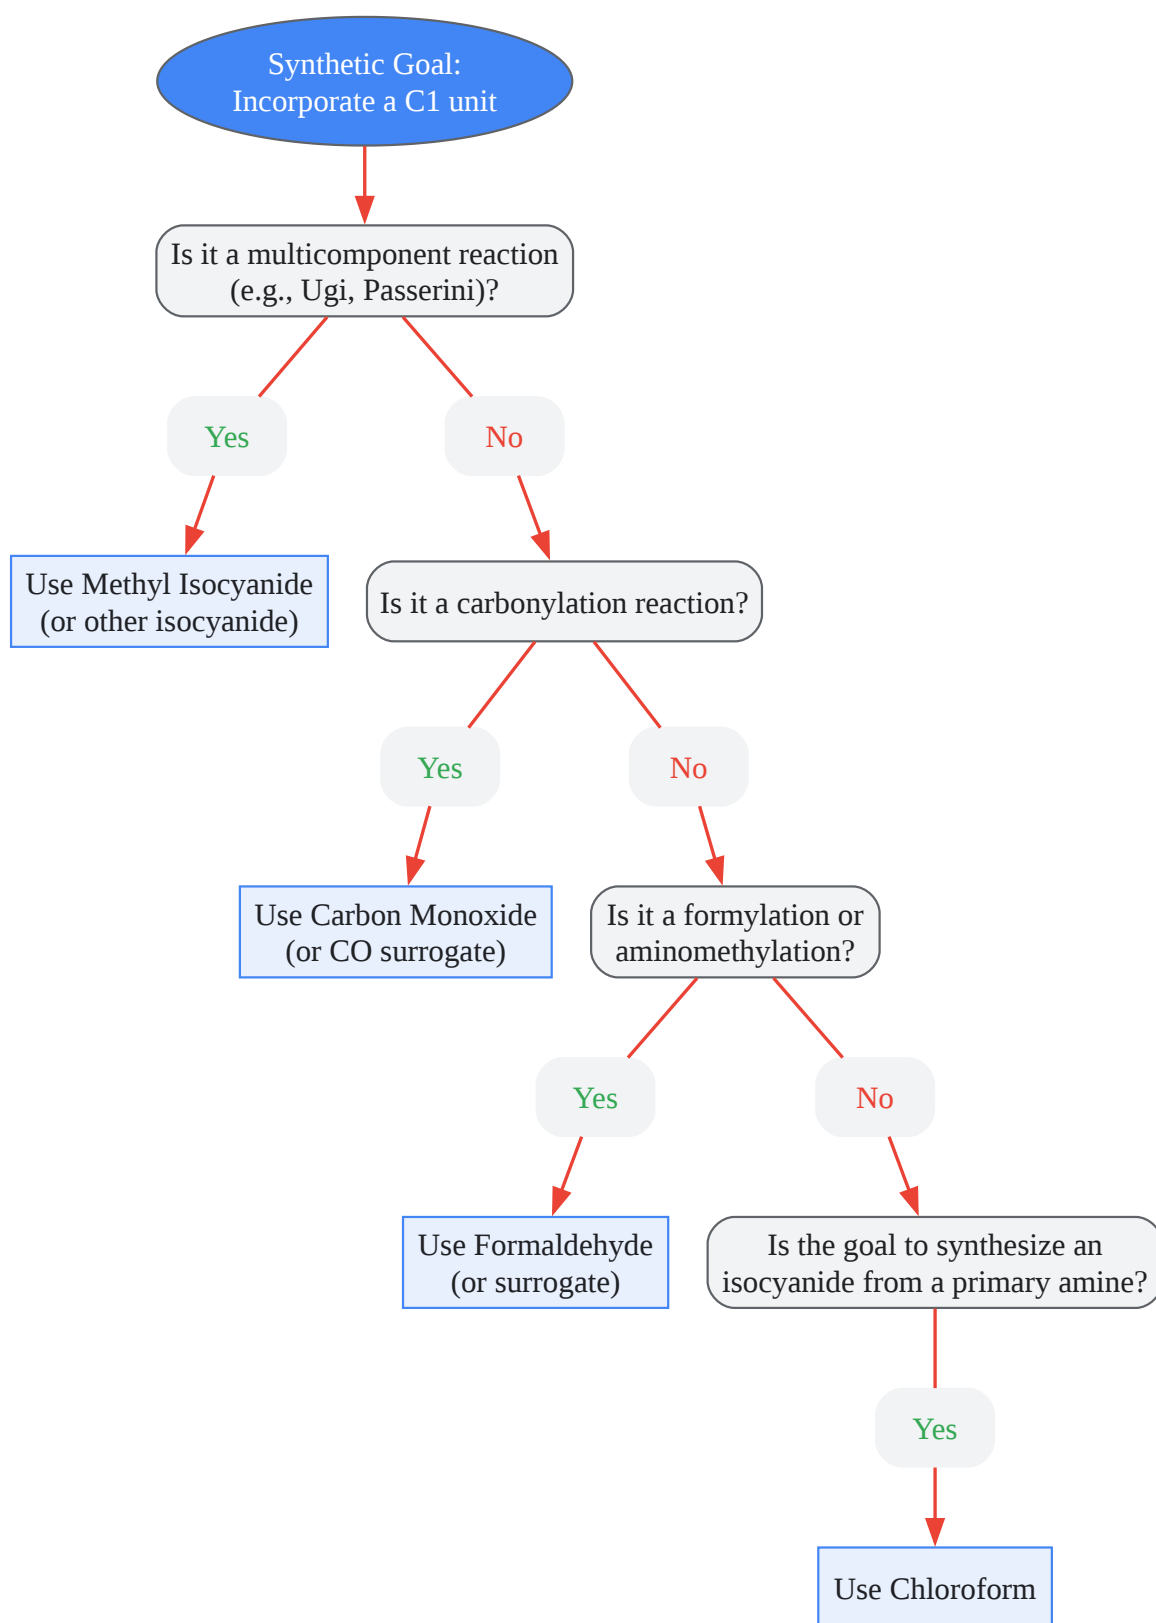 Synthetic Goal:
Incorporate a C1 unit
Is it a multicomponent reaction
(e.g., Ugi, Passerini)?
Yes
No
Use Methyl Isocyanide
(or other isocyanide)
Is it a carbonylation reaction?
Yes
No
Use Carbon Monoxide
(or CO surrogate)
Is it a formylation or
aminomethylation?
Yes
No
Use Formaldehyde
(or surrogate)
Is the goal to synthesize an
isocyanide from a primary amine?
Yes
Use Chloroform